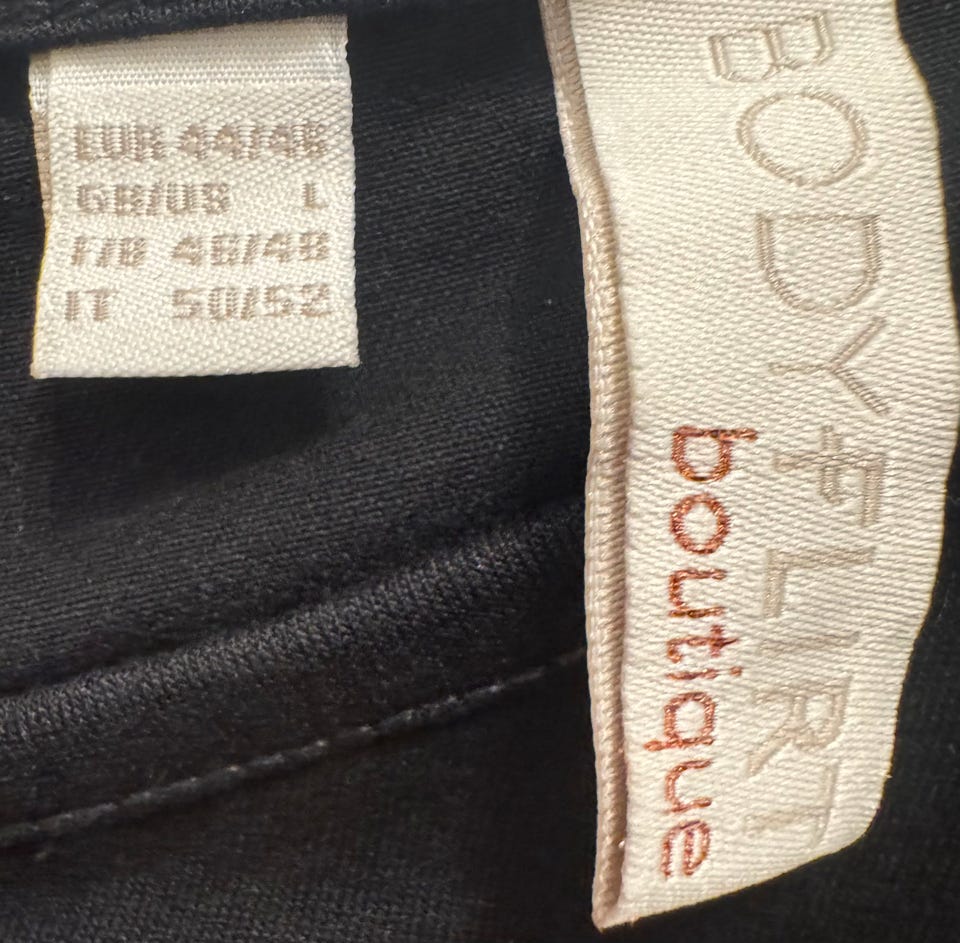 EUR 44/46
GB/US L
F/B 46/48
IT 50/52
BODYFLIRT
boutique